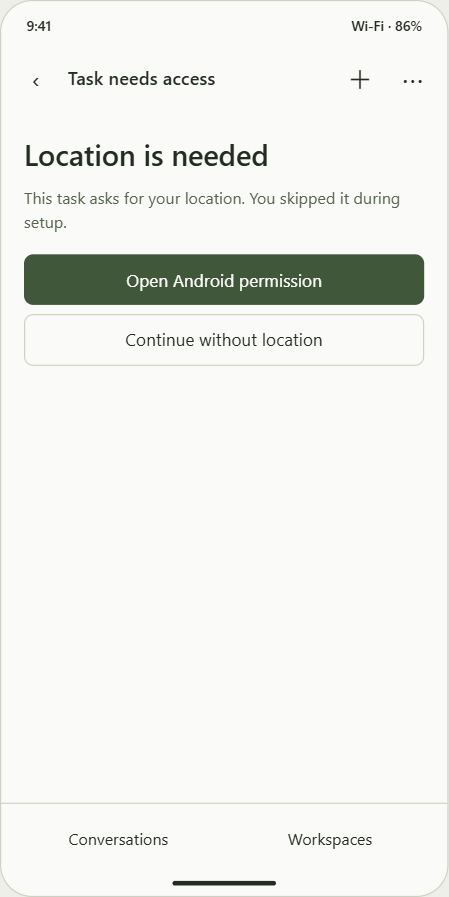 9:41
Wi-Fi · 86%
‹ Task needs access + ...
Location is needed
This task asks for your location. You skipped it during
setup.
Open Android permission
Continue without location
Conversations
Workspaces